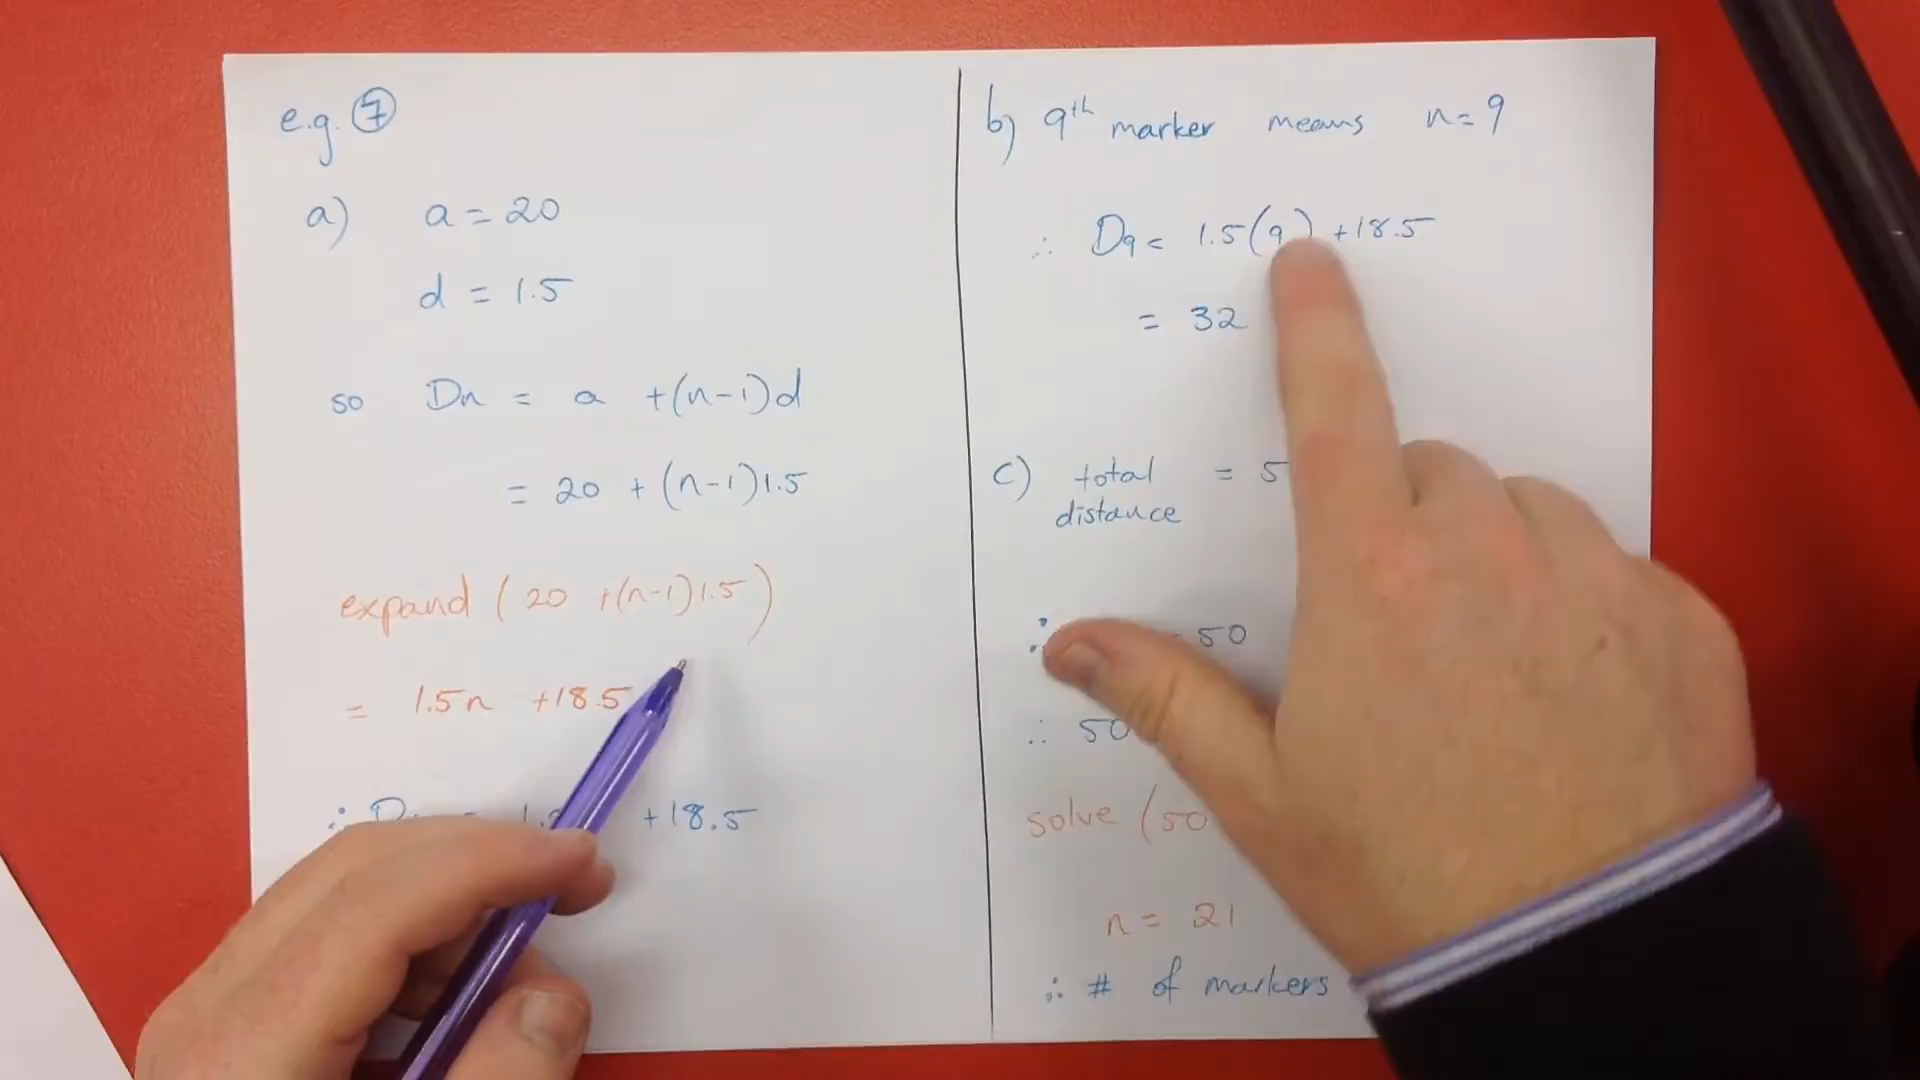 e.g. ⑦
a) a = 20
d = 1.5
so Dn = a +(n-1)d
= 20 + (n-1)1.5
expand (20 +(n-1)1.5)
= 1.5n +18.5
∴ = +18.5
b) 9th marker means n = 9
∴ D9 = 1.5(9) +18.5
= 32
c) total = 5
distance
∴ 50
∴ 50
solve (50
n = 21
∴ # of markers